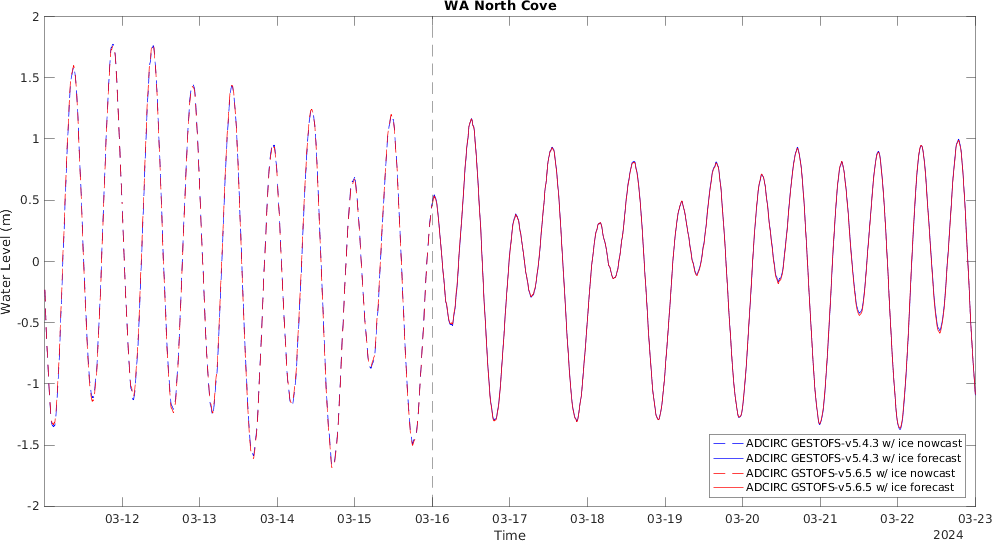 WA North Cove
2
1.5
1
0.5
0
-0.5
-1
-1.5
-2
Water Level (m)
03-12 03-13 03-14 03-15 03-16 03-17 03-18 03-19 03-20 03-21 03-22 03-23
Time
2024
ADCIRC GESTOFS-v5.4.3 w/ ice nowcast
ADCIRC GESTOFS-v5.4.3 w/ ice forecast
ADCIRC GSTOFS-v5.6.5 w/ ice nowcast
ADCIRC GSTOFS-v5.6.5 w/ ice forecast